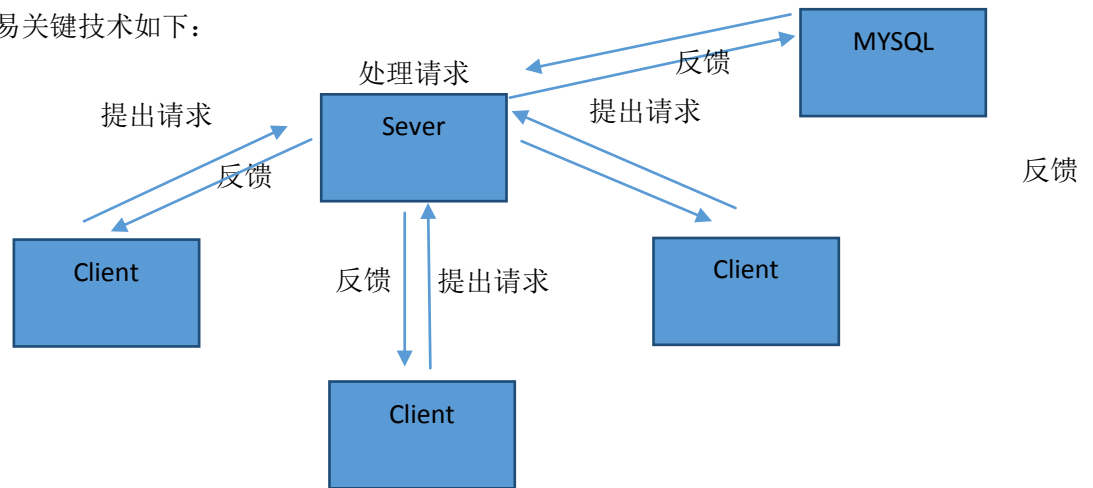 易关键技术如下：
MYSQL
反馈
处理请求
提出请求
Sever
提出请求
反馈
反馈
Client
Client
反馈
提出请求
Client